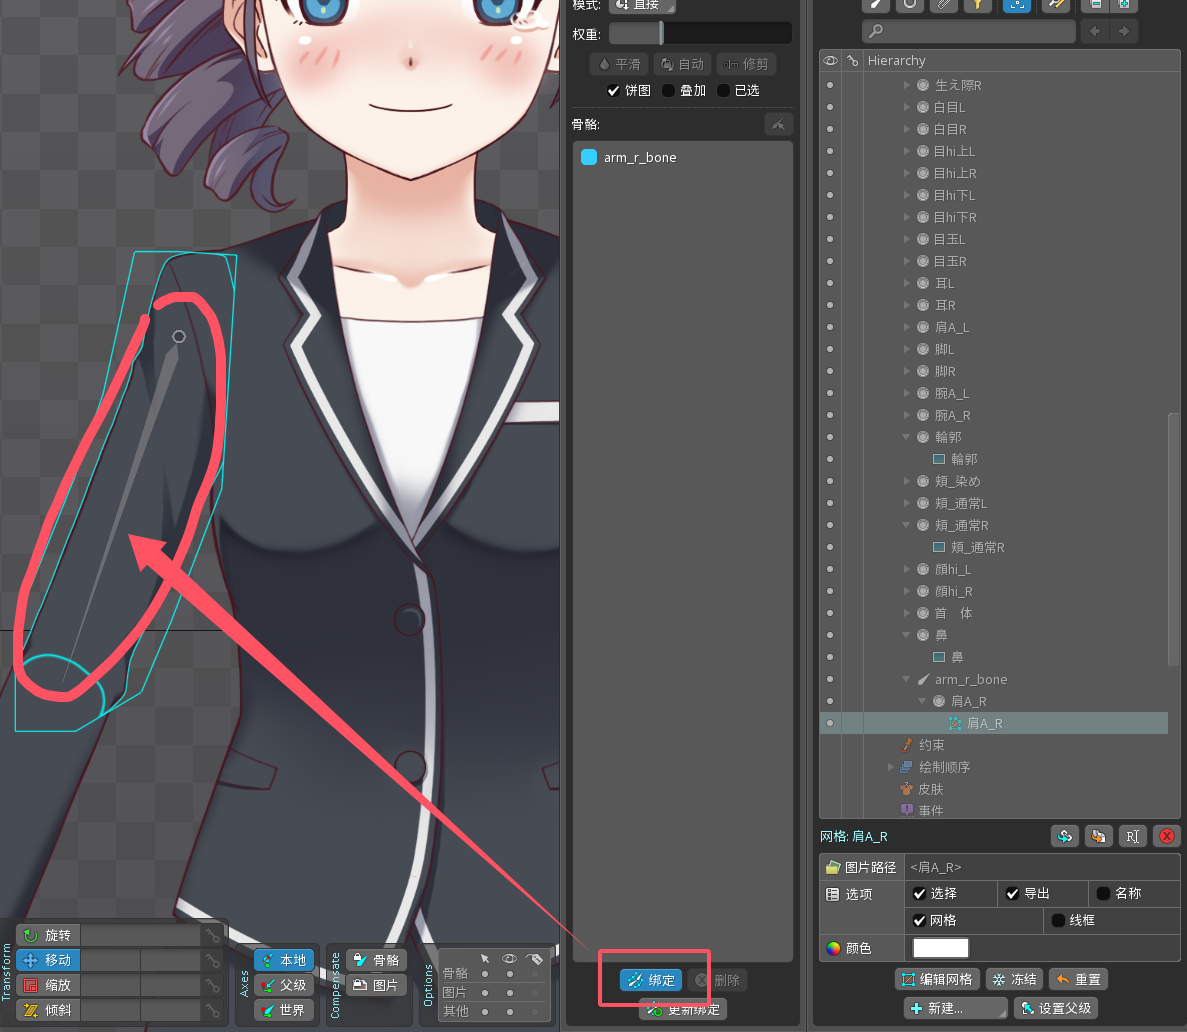 模式: 直接
权重:
平滑 自动 修剪
饼图 叠加 已选
骨骼:
arm_r_bone
绑定 删除
更新绑定
Hierarchy
生え際R
白目L
白目R
目hi上L
目hi上R
目hi下L
目hi下R
目玉L
目玉R
耳L
耳R
肩A_L
脚L
脚R
腕A_L
腕A_R
輪郭
輪郭
頬_染め
頬_通常L
頬_通常R
頬_通常R
顔hi_L
顔hi_R
首　体
鼻
鼻
arm_r_bone
肩A_R
肩A_R
约束
绘制顺序
皮肤
事件
网格: 肩A_R
图片路径 <肩A_R>
选项 选择 导出 名称
网格 线框
颜色
编辑网格 冻结 重置
新建... 设置父级
Transform
旋转
移动
缩放
倾斜
Axes
本地
父级
世界
Compensate
骨骼
图片
Options
骨骼
图片
其他